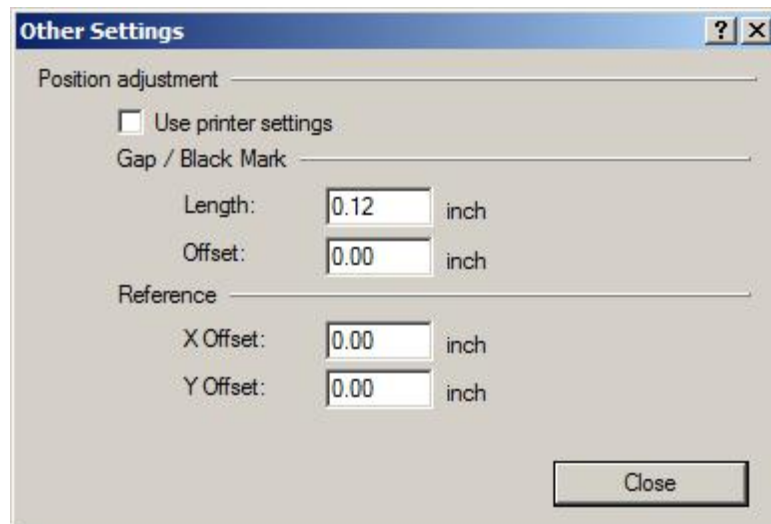 Other Settings
Position adjustment
Use printer settings
Gap / Black Mark
Length: 0.12 inch
Offset: 0.00 inch
Reference
X Offset: 0.00 inch
Y Offset: 0.00 inch
Close